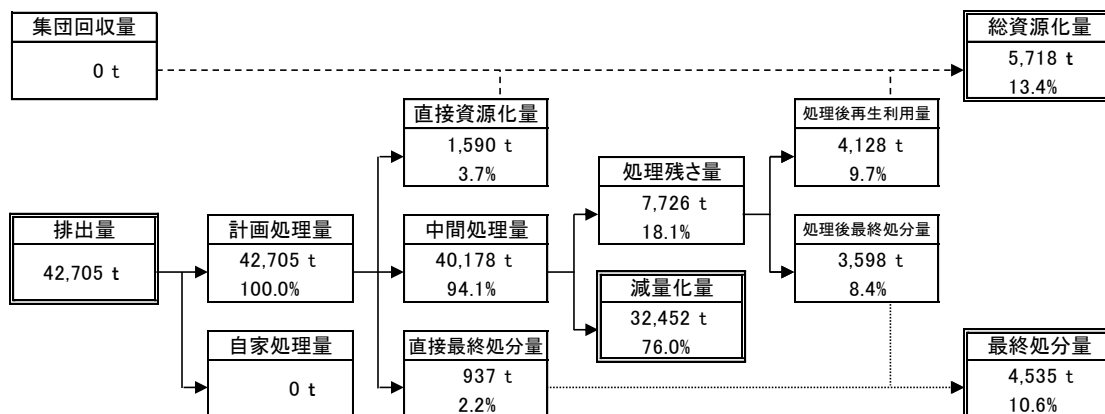 集団回収量
0 t
総資源化量
5,718 t
13.4%
直接資源化量
1,590 t
3.7%
処理後再生利用量
4,128 t
9.7%
処理残さ量
7,726 t
18.1%
排出量
42,705 t
計画処理量
42,705 t
100.0%
中間処理量
40,178 t
94.1%
処理後最終処分量
3,598 t
8.4%
減量化量
32,452 t
76.0%
自家処理量
0 t
直接最終処分量
937 t
2.2%
最終処分量
4,535 t
10.6%